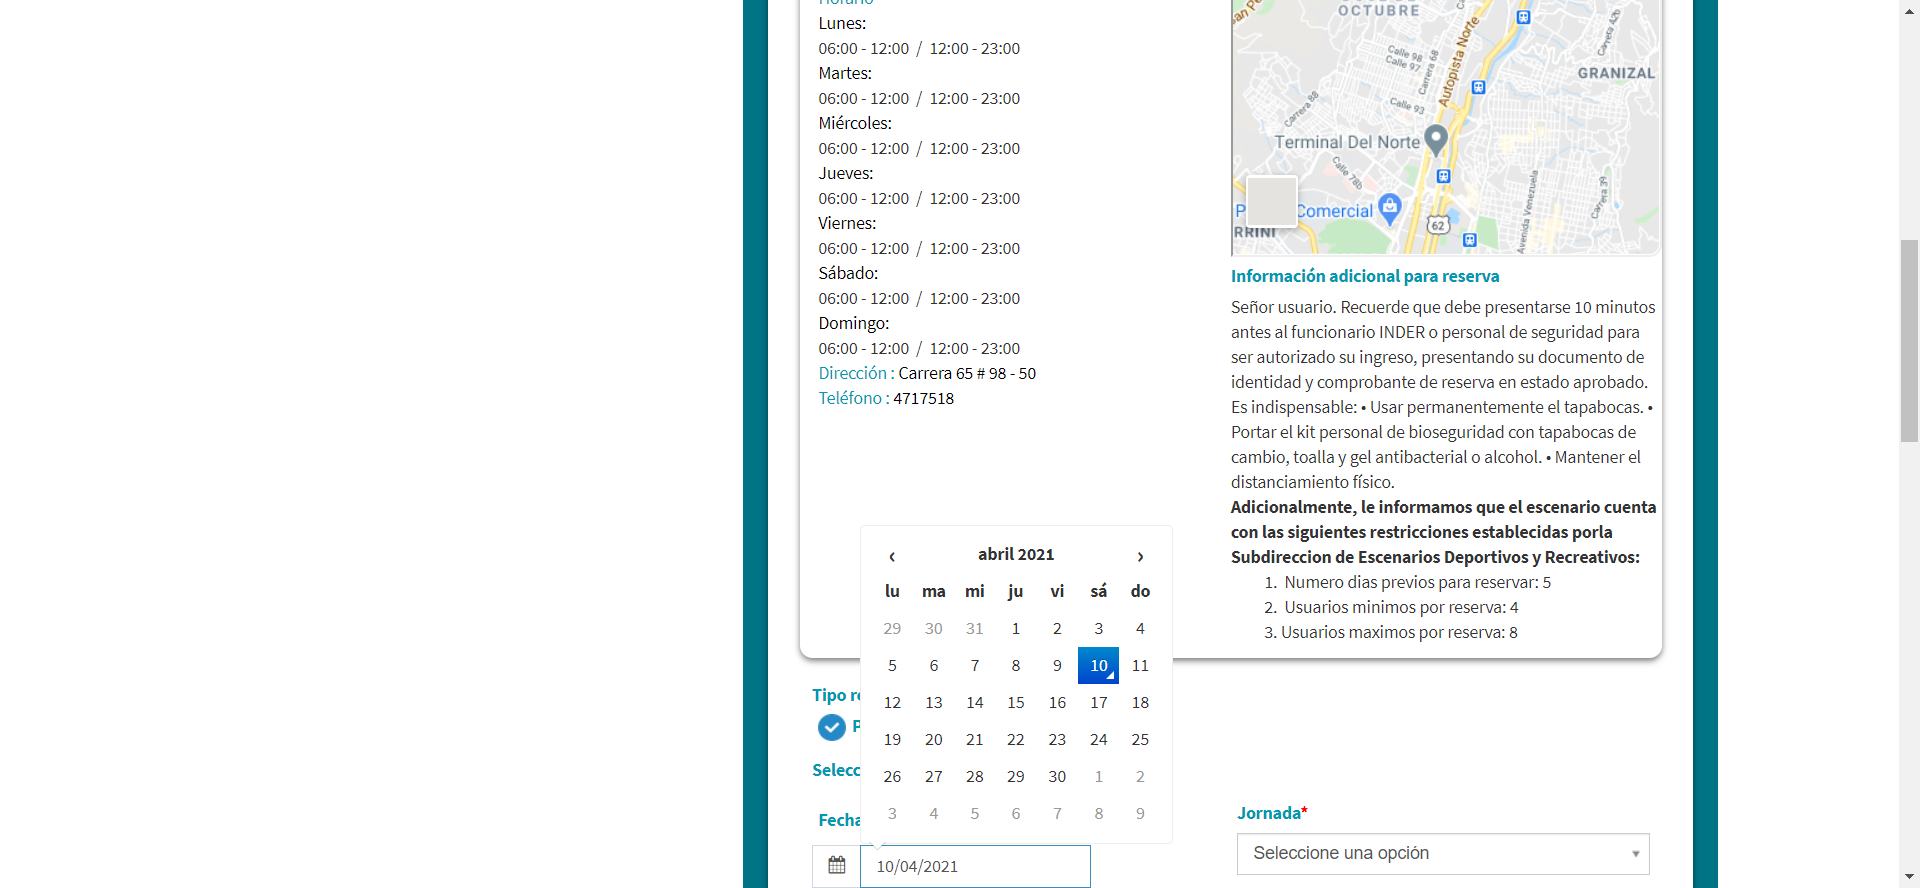 Horario
Lunes:
06:00 - 12:00 / 12:00 - 23:00
Martes:
06:00 - 12:00 / 12:00 - 23:00
Miércoles:
06:00 - 12:00 / 12:00 - 23:00
Jueves:
06:00 - 12:00 / 12:00 - 23:00
Viernes:
06:00 - 12:00 / 12:00 - 23:00
Sábado:
06:00 - 12:00 / 12:00 - 23:00
Domingo:
06:00 - 12:00 / 12:00 - 23:00
Dirección : Carrera 65 # 98 - 50
Teléfono : 4717518
OCTUBRE
Carrera 42b
Autopista Norte
Calle 98
Calle 97
Carrera 68
GRANIZAL
Carrera 88
Calle 93
Terminal Del Norte
Calle 78b
Avenida Venezuela
Carrera 39
P Comercial
62
RRINI
Información adicional para reserva
Señor usuario. Recuerde que debe presentarse 10 minutos
antes al funcionario INDER o personal de seguridad para
ser autorizado su ingreso, presentando su documento de
identidad y comprobante de reserva en estado aprobado.
Es indispensable: • Usar permanentemente el tapabocas. •
Portar el kit personal de bioseguridad con tapabocas de
cambio, toalla y gel antibacterial o alcohol. • Mantener el
distanciamiento físico.
Adicionalmente, le informamos que el escenario cuenta
con las siguientes restricciones establecidas porla
Subdireccion de Escenarios Deportivos y Recreativos:
1. Numero dias previos para reservar: 5
2. Usuarios minimos por reserva: 4
3. Usuarios maximos por reserva: 8
‹ abril 2021 ›
lu ma mi ju vi sá do
29 30 31 1 2 3 4
5 6 7 8 9 10 11
12 13 14 15 16 17 18
19 20 21 22 23 24 25
26 27 28 29 30 1 2
3 4 5 6 7 8 9
Tipo re
P
Selecc
Fecha
10/04/2021
Jornada*
Seleccione una opción